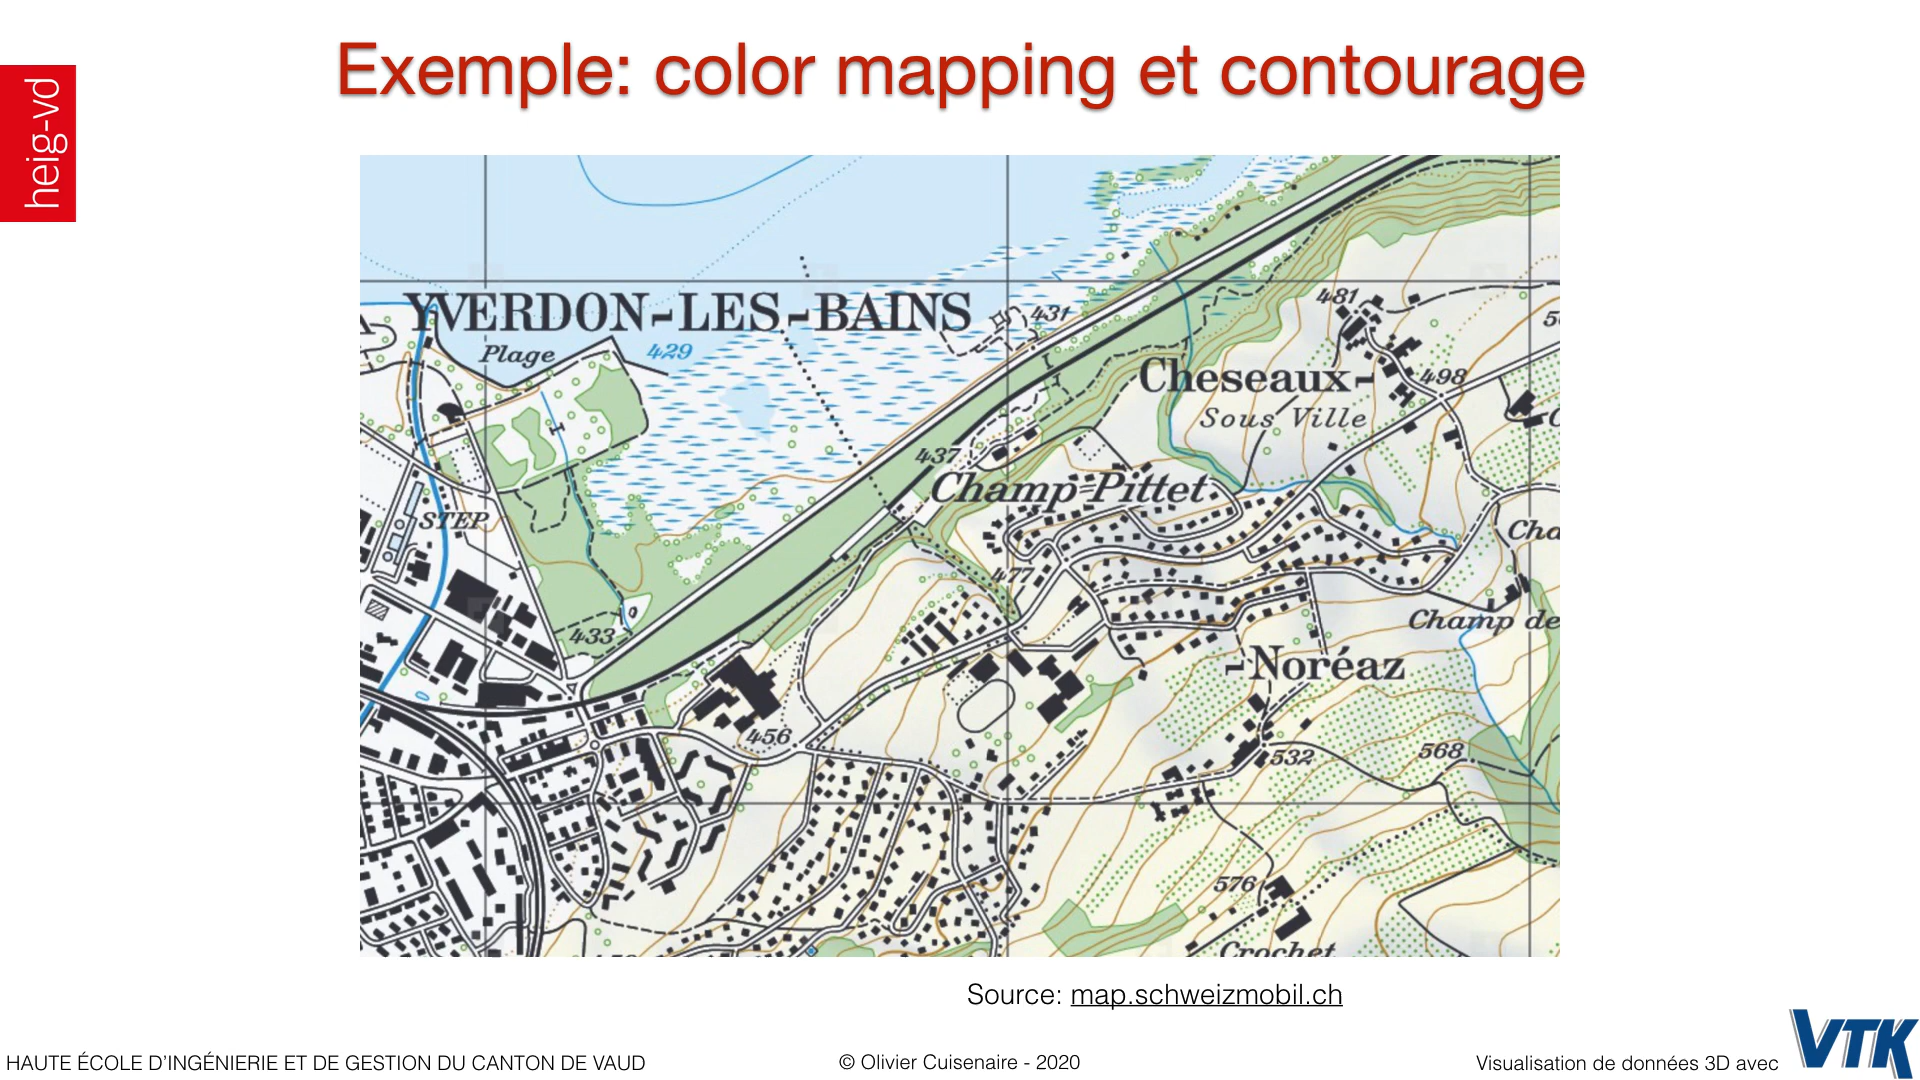 Exemple: color mapping et contourage
heig-vd
481
YVERDON-LES-BAINS
431
Plage
429
Cheseaux-
498
Sous Ville
437
Champ-Pittet
STEP
477
433
Champ de
-Noréaz
456
532
568
576
Crochet
Source: map.schweizmobil.ch
HAUTE ÉCOLE D'INGÉNIERIE ET DE GESTION DU CANTON DE VAUD
© Olivier Cuisenaire - 2020
Visualisation de données 3D avec
VTK